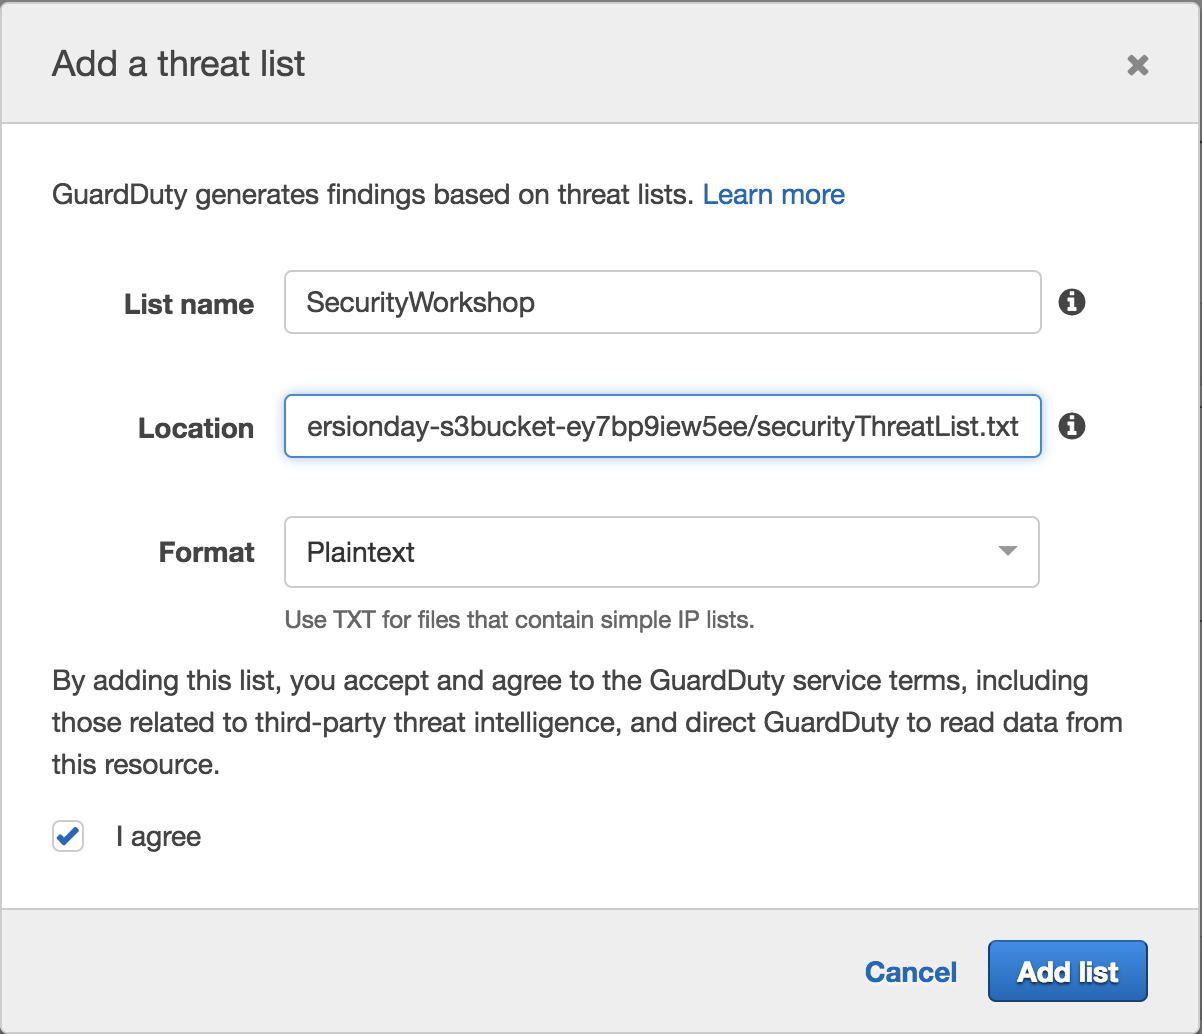 Add a threat list
GuardDuty generates findings based on threat lists. Learn more
List name SecurityWorkshop
Location ersionday-s3bucket-ey7bp9iew5ee/securityThreatList.txt
Format Plaintext
Use TXT for files that contain simple IP lists.
By adding this list, you accept and agree to the GuardDuty service terms, including
those related to third-party threat intelligence, and direct GuardDuty to read data from
this resource.
I agree
Cancel Add list